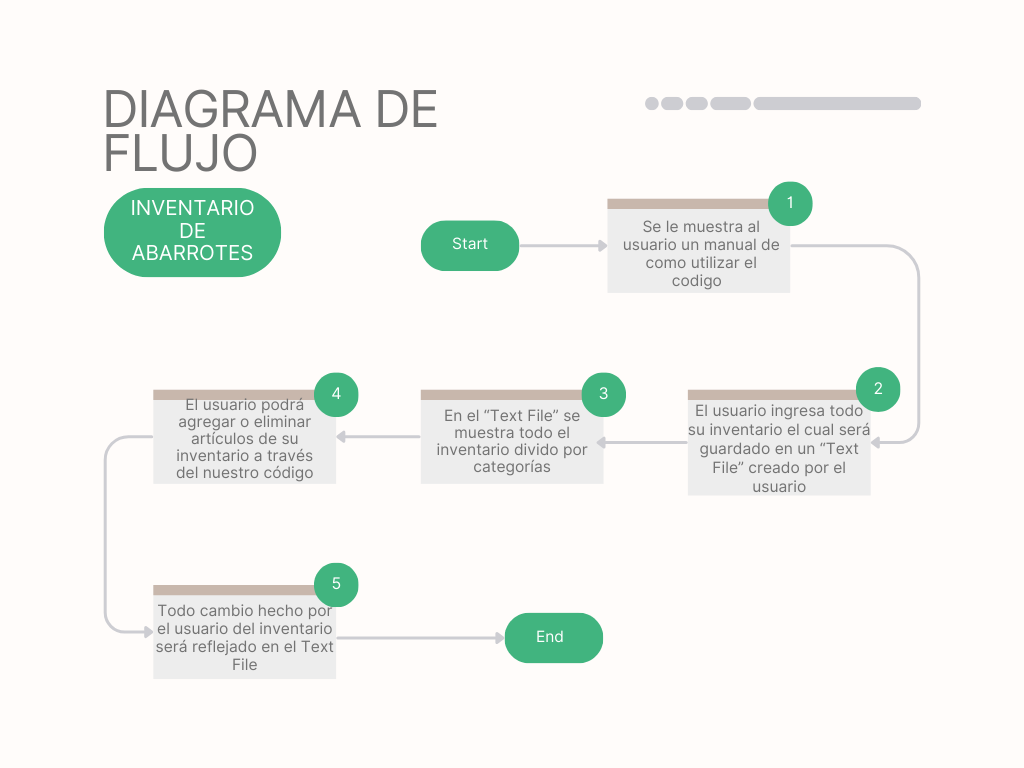 DIAGRAMA DE
FLUJO
INVENTARIO
DE
ABARROTES
Start
1
Se le muestra al
usuario un manual de
como utilizar el
codigo
2
El usuario ingresa todo
su inventario el cual será
guardado en un “Text
File” creado por el
usuario
3
En el “Text File” se
muestra todo el
inventario divido por
categorías
4
El usuario podrá
agregar o eliminar
artículos de su
inventario a través
del nuestro código
5
Todo cambio hecho por
el usuario del inventario
será reflejado en el Text
File
End